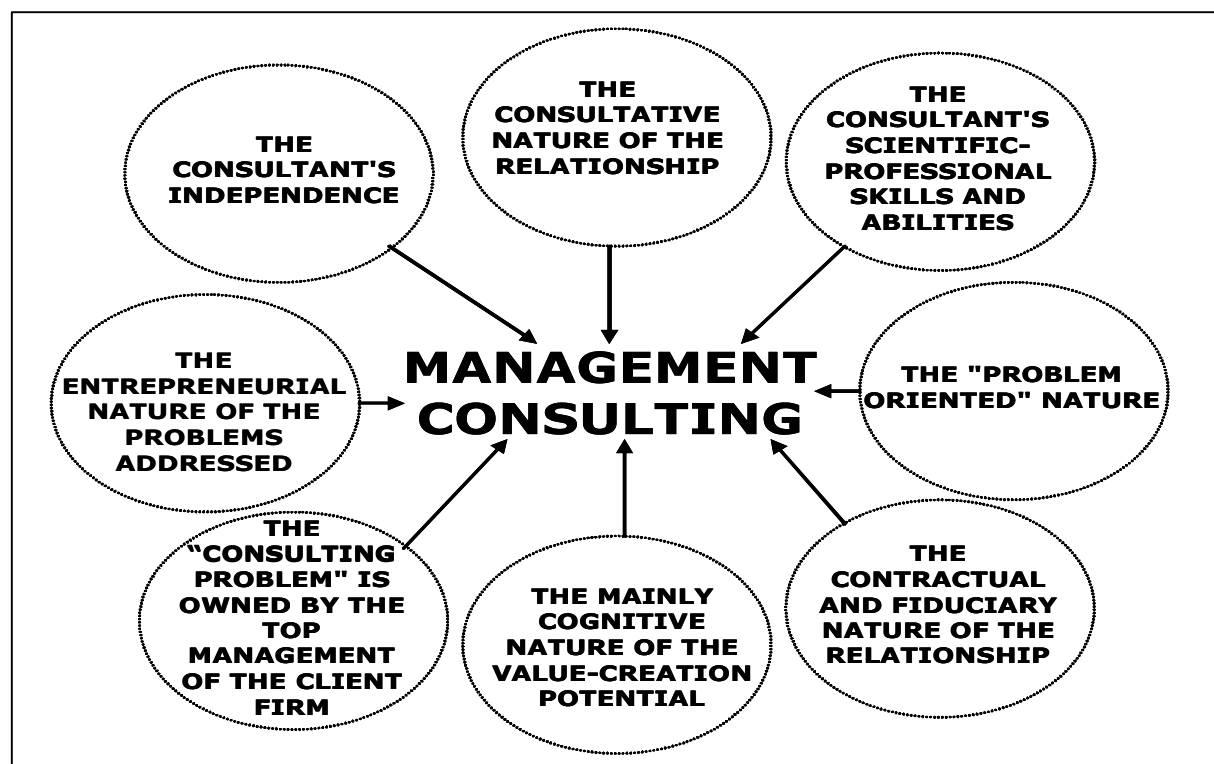 THE
CONSULTANT'S
INDEPENDENCE
THE
CONSULTATIVE
NATURE OF THE
RELATIONSHIP
THE
CONSULTANT'S
SCIENTIFIC-
PROFESSIONAL
SKILLS AND
ABILITIES
THE
ENTREPRENEURIAL
NATURE OF THE
PROBLEMS
ADDRESSED
MANAGEMENT
CONSULTING
THE "PROBLEM
ORIENTED" NATURE
THE
“CONSULTING
PROBLEM" IS
OWNED BY THE
TOP
MANAGEMENT
OF THE CLIENT
FIRM
THE MAINLY
COGNITIVE
NATURE OF THE
VALUE-CREATION
POTENTIAL
THE
CONTRACTUAL
AND FIDUCIARY
NATURE OF THE
RELATIONSHIP